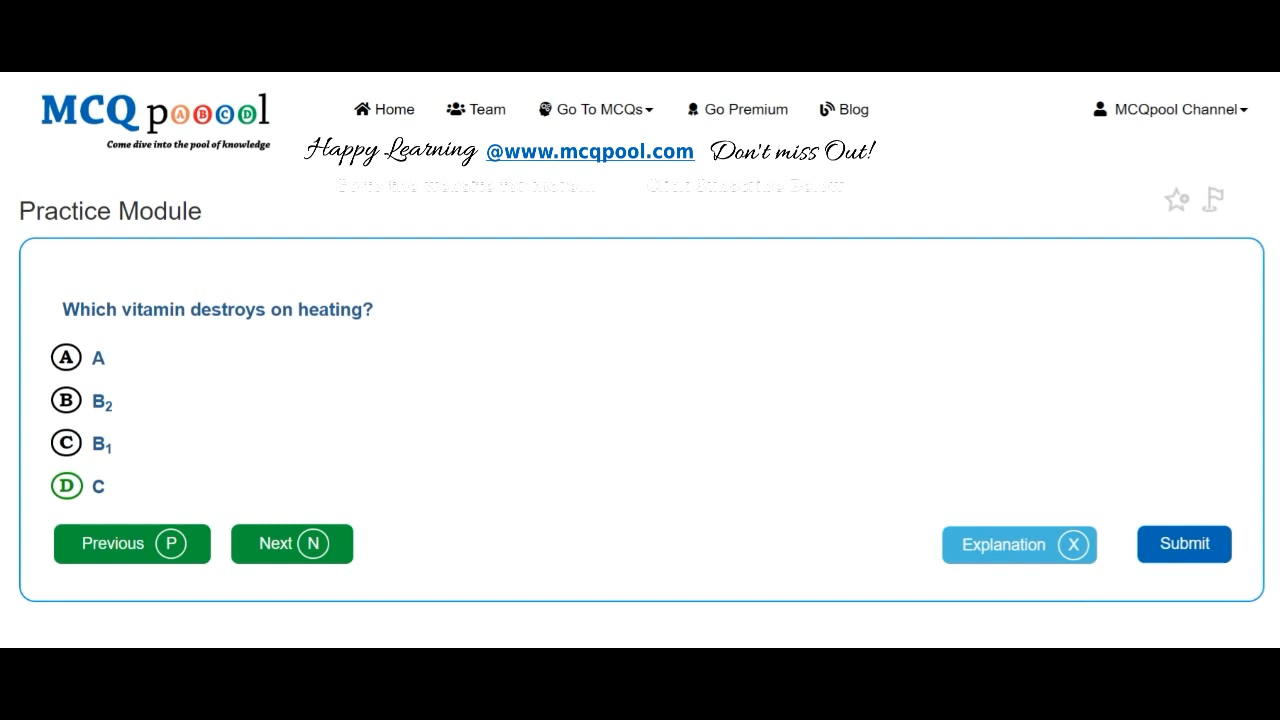 MCQ pABCDl
Come dive into the pool of knowledge
Home Team Go To MCQs Go Premium Blog MCQpool Channel
Happy Learning @www.mcqpool.com Don't miss Out!
Practice Module
Which vitamin destroys on heating?
A A
B B₂
C B₁
D C
Previous P Next N Explanation X Submit